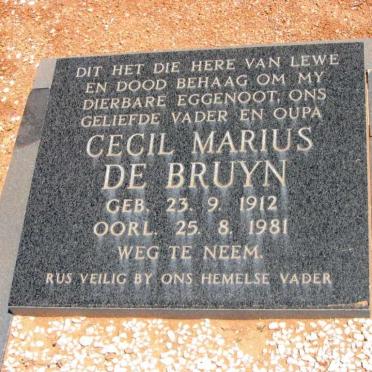 DIT HET DIE HERE VAN LEWE
EN DOOD BEHAAG OM MY
DIERBARE EGGENOOT, ONS
GELIEFDE VADER EN OUPA
CECIL MARIUS
DE BRUYN
GEB. 23. 9. 1912
OORL. 25. 8. 1981
WEG TE NEEM.
RUS VEILIG BY ONS HEMELSE VADER